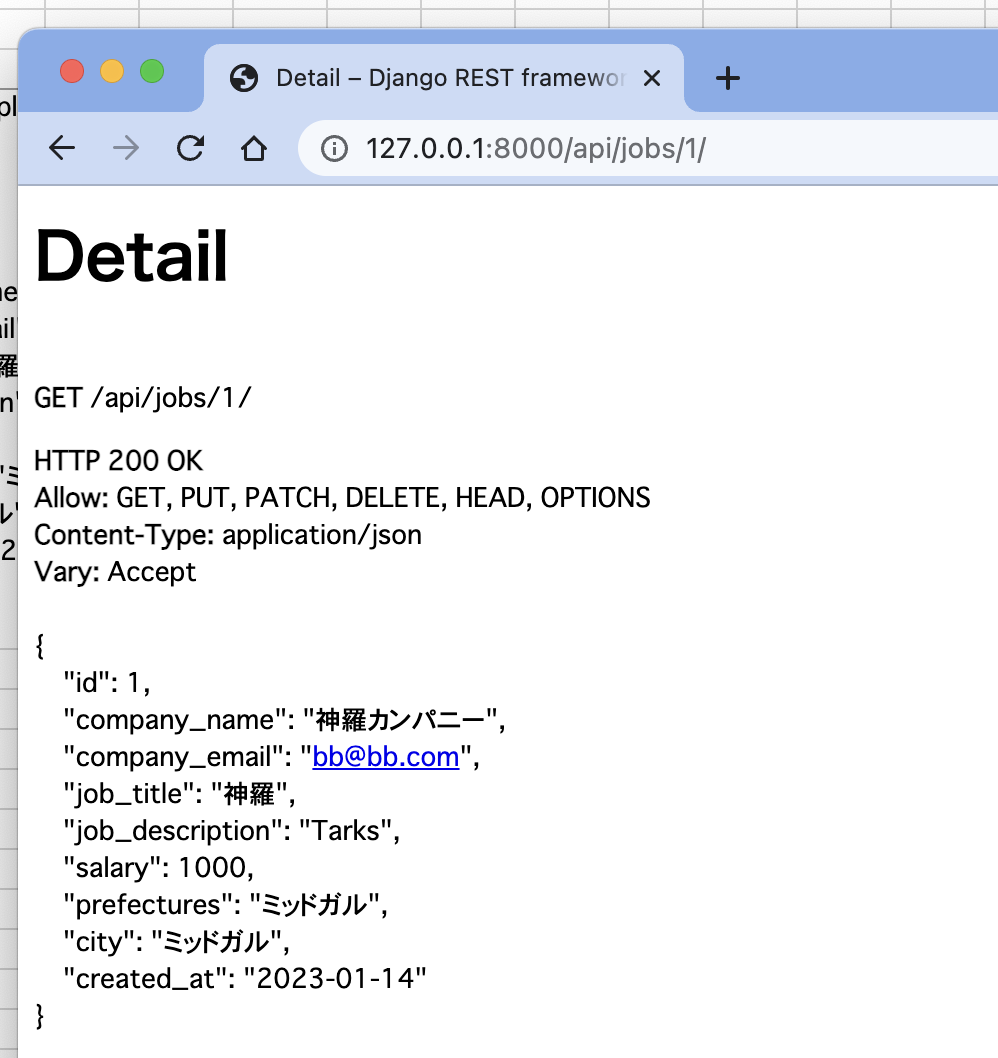 Detail – Django REST framewor
127.0.0.1:8000/api/jobs/1/
Detail
GET /api/jobs/1/
HTTP 200 OK
Allow: GET, PUT, PATCH, DELETE, HEAD, OPTIONS
Content-Type: application/json
Vary: Accept
{
"id": 1,
"company_name": "神羅カンパニー",
"company_email": "bb@bb.com",
"job_title": "神羅",
"job_description": "Tarks",
"salary": 1000,
"prefectures": "ミッドガル",
"city": "ミッドガル",
"created_at": "2023-01-14"
}